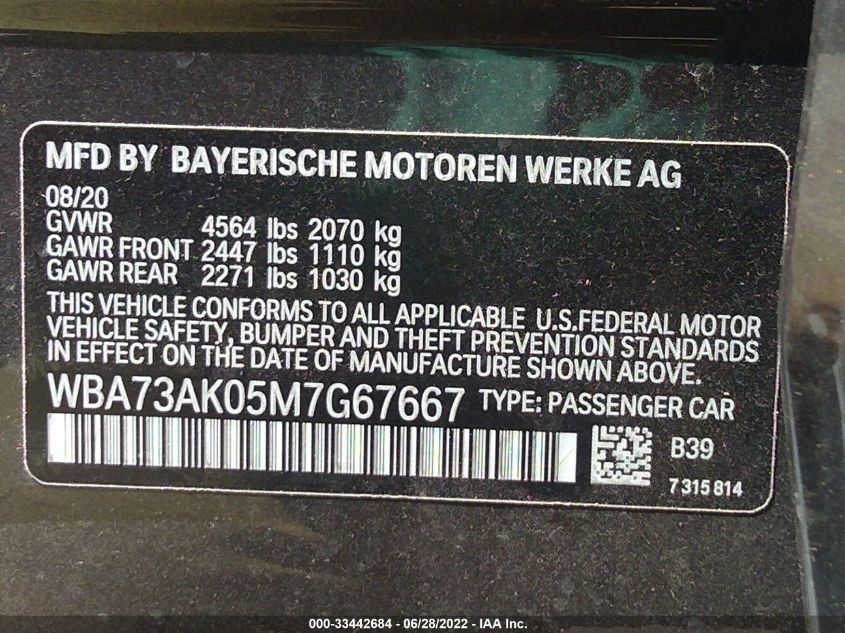 MFD BY BAYERISCHE MOTOREN WERKE AG
08/20
GVWR 4564 lbs 2070 kg
GAWR FRONT 2447 lbs 1110 kg
GAWR REAR 2271 lbs 1030 kg
THIS VEHICLE CONFORMS TO ALL APPLICABLE U.S.FEDERAL MOTOR
VEHICLE SAFETY, BUMPER AND THEFT PREVENTION STANDARDS
IN EFFECT ON THE DATE OF MANUFACTURE SHOWN ABOVE.
WBA73AK05M7G67667 TYPE: PASSENGER CAR
B39
7 315 814
000-33442684 - 06/28/2022 - IAA Inc.